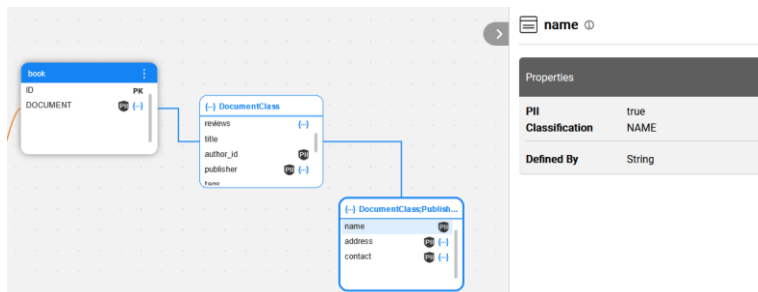 book
ID PK
DOCUMENT PII {--}
{--} DocumentClass
reviews {--}
title
author_id PII
publisher PII {--}
tags
{--} DocumentClass;Publish...
name PII
address PII {--}
contact PII {--}
name
Properties
PII true
Classification NAME
Defined By String